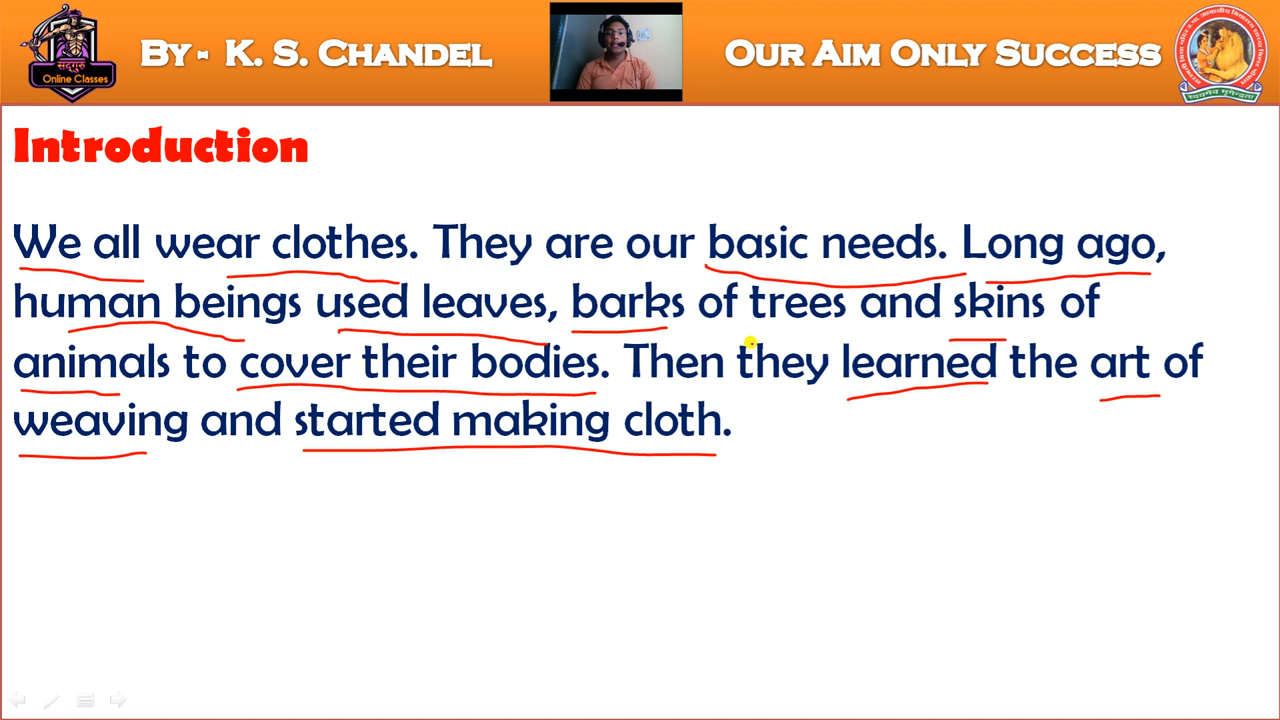 By - K. S. Chandel
Our Aim Only Success
सद्गुरु
Online Classes
Introduction
We all wear clothes. They are our basic needs. Long ago,
human beings used leaves, barks of trees and skins of
animals to cover their bodies. Then they learned the art of
weaving and started making cloth.